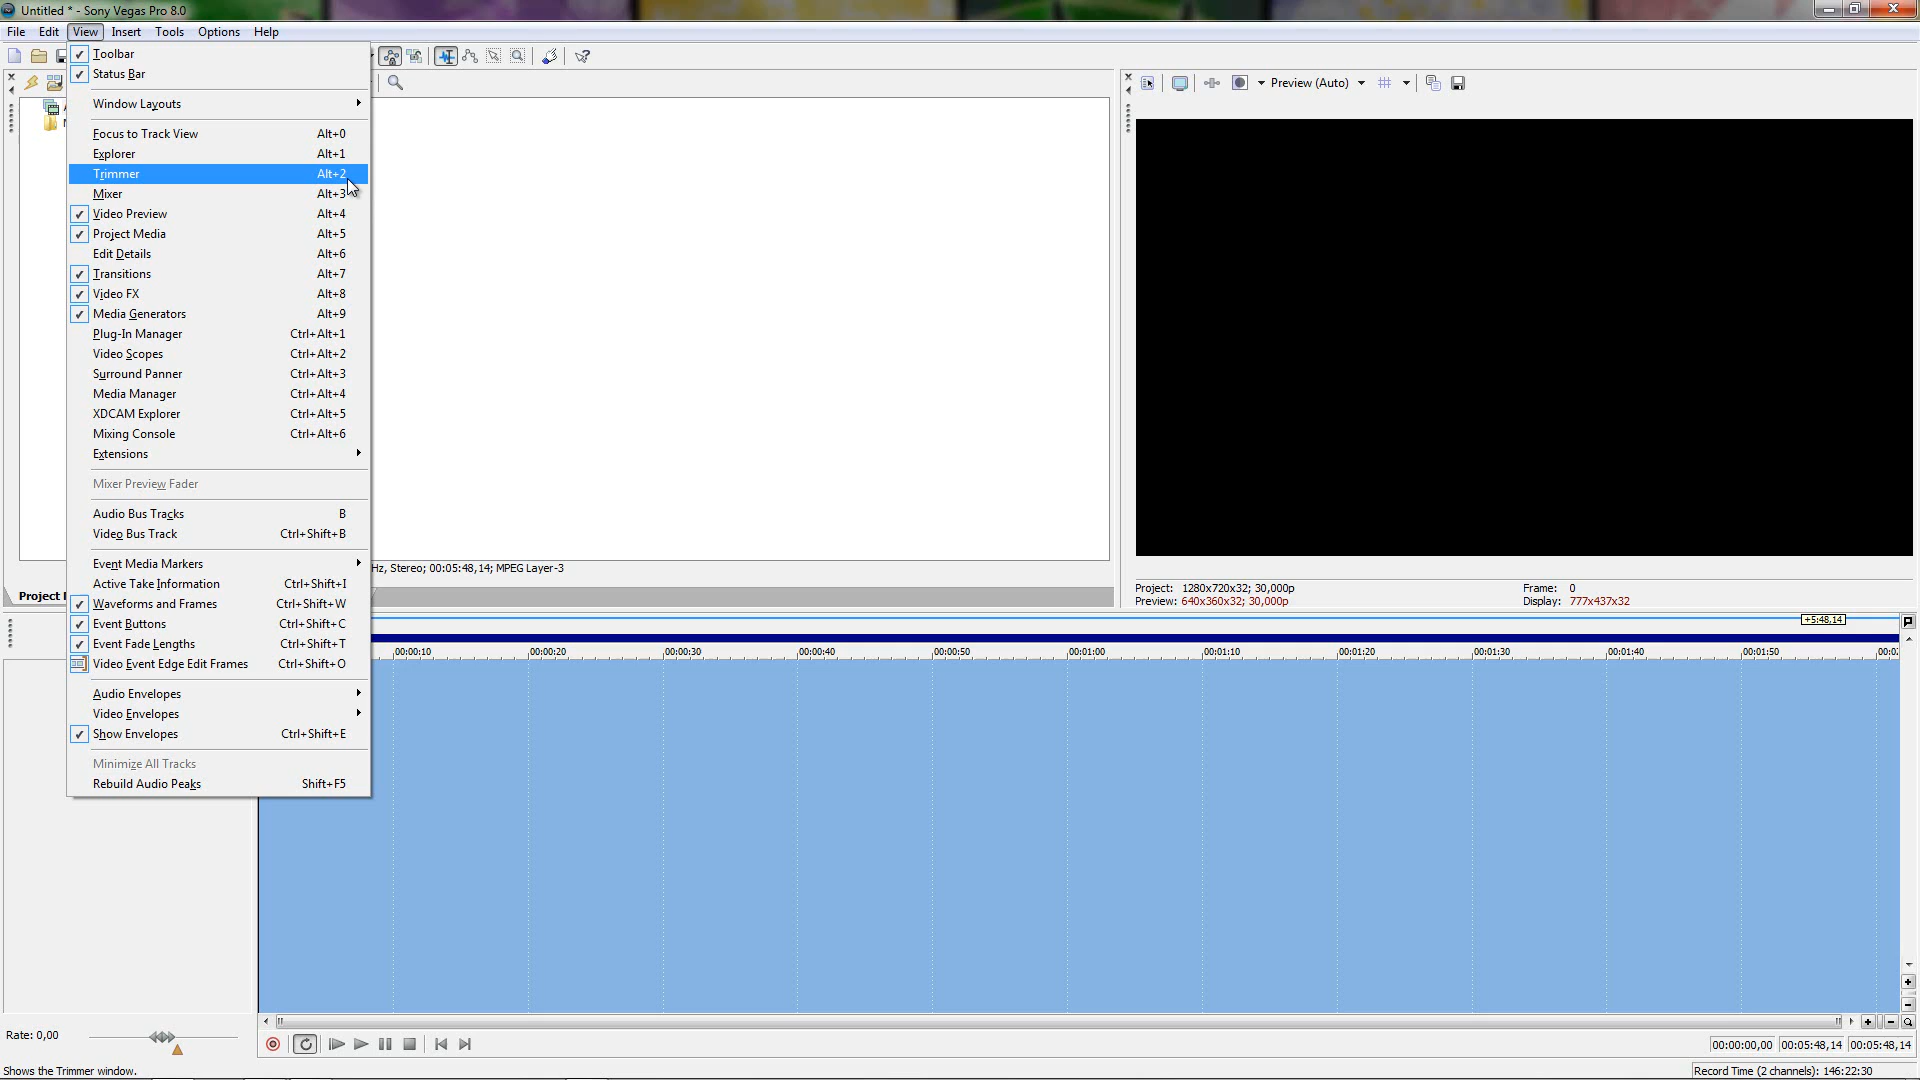 Untitled * - Sony Vegas Pro 8.0
File Edit View Insert Tools Options Help
Toolbar
Status Bar
Window Layouts
Focus to Track View Alt+0
Explorer Alt+1
Trimmer Alt+2
Mixer Alt+3
Video Preview Alt+4
Project Media Alt+5
Edit Details Alt+6
Transitions Alt+7
Video FX Alt+8
Media Generators Alt+9
Plug-In Manager Ctrl+Alt+1
Video Scopes Ctrl+Alt+2
Surround Panner Ctrl+Alt+3
Media Manager Ctrl+Alt+4
XDCAM Explorer Ctrl+Alt+5
Mixing Console Ctrl+Alt+6
Extensions
Mixer Preview Fader
Audio Bus Tracks B
Video Bus Track Ctrl+Shift+B
Event Media Markers
Active Take Information Ctrl+Shift+I
Waveforms and Frames Ctrl+Shift+W
Event Buttons Ctrl+Shift+C
Event Fade Lengths Ctrl+Shift+T
Video Event Edge Edit Frames Ctrl+Shift+O
Audio Envelopes
Video Envelopes
Show Envelopes Ctrl+Shift+E
Minimize All Tracks
Rebuild Audio Peaks Shift+F5
Preview (Auto)
Hz, Stereo; 00:05:48,14; MPEG Layer-3
Project
Project: 1280x720x32; 30,000p Frame: 0
Preview: 640x360x32; 30,000p Display: 777x437x32
+5:48,14
00:00:10 00:00:20 00:00:30 00:00:40 00:00:50 00:01:00 00:01:10 00:01:20 00:01:30 00:01:40 00:01:50 00:0
Rate: 0,00
00:00:00,00 00:05:48,14 00:05:48,14
Shows the Trimmer window.
Record Time (2 channels): 146:22:30